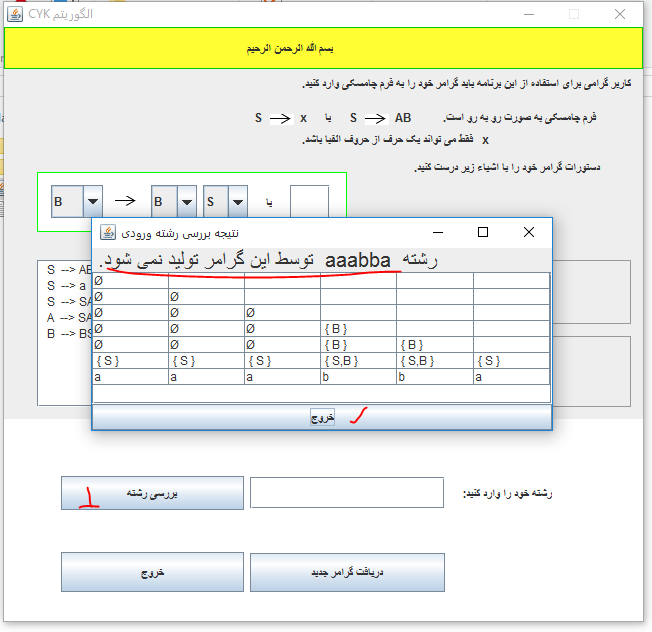 الگوریتم CYK
بسم الله الرحمن الرحیم
کاربر گرامی برای استفاده از این برنامه باید گرامر خود را به فرم چامسکی وارد کنید.
فرم چامسکی به صورت رو به رو است. S → AB یا S → x
x فقط می تواند یک حرف از حروف الفبا باشد.
دستورات گرامر خود را با اشیاء زیر درست کنید.
B → B S یا
نتیجه بررسی رشته ورودی
رشته aaabba توسط این گرامر تولید نمی شود.
S --> AB
S --> a
S --> SA
A --> SA
B --> BS
Ø
Ø Ø
Ø Ø Ø
Ø Ø Ø { B }
Ø Ø Ø { B } { B }
{ S } { S } { S } { S,B } { S,B } { S }
a a a b b a
خروج
رشته خود را وارد کنید:
بررسی رشته
1
دریافت گرامر جدید
خروج